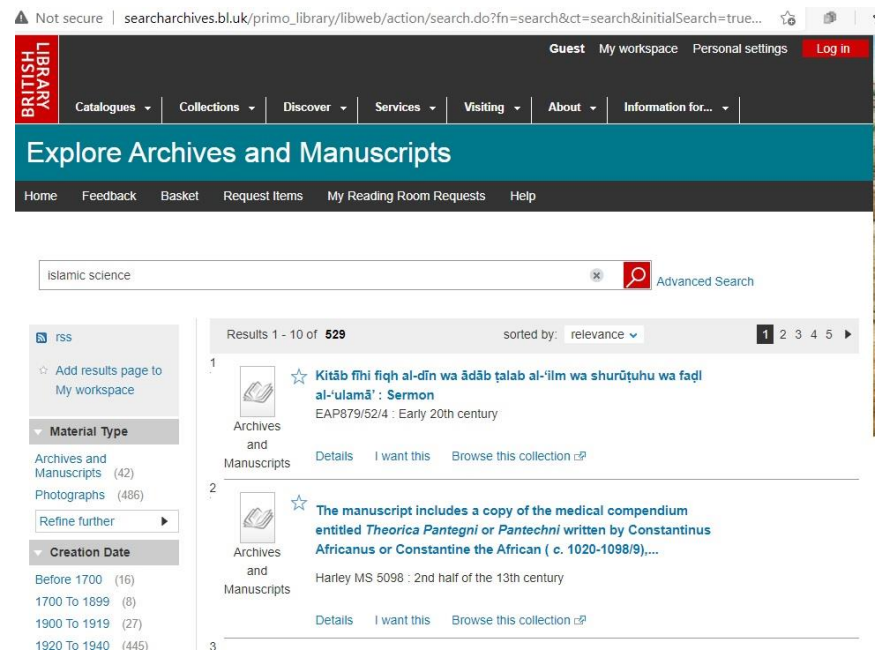 Not secure | searcharchives.bl.uk/primo_library/libweb/action/search.do?fn=search&ct=search&initialSearch=true...
BRITISH
LIBRARY
Guest My workspace Personal settings Log in
Catalogues Collections Discover Services Visiting About Information for...
Explore Archives and Manuscripts
Home Feedback Basket Request Items My Reading Room Requests Help
islamic science
Advanced Search
rss
Add results page to
My workspace
Material Type
Archives and
Manuscripts (42)
Photographs (486)
Refine further
Creation Date
Before 1700 (16)
1700 To 1899 (8)
1900 To 1919 (27)
1920 To 1940 (445)
Results 1 - 10 of 529 sorted by: relevance 1 2 3 4 5
1
Archives
and
Manuscripts
Kitāb fīhi fiqh al-dīn wa ādāb ṭalab al-‘ilm wa shurūṭuhu wa faḍl
al-‘ulamā’ : Sermon
EAP879/52/4 : Early 20th century
Details I want this Browse this collection
2
Archives
and
Manuscripts
The manuscript includes a copy of the medical compendium
entitled Theorica Pantegni or Pantechni written by Constantinus
Africanus or Constantine the African ( c. 1020-1098/9),...
Harley MS 5098 : 2nd half of the 13th century
Details I want this Browse this collection
3